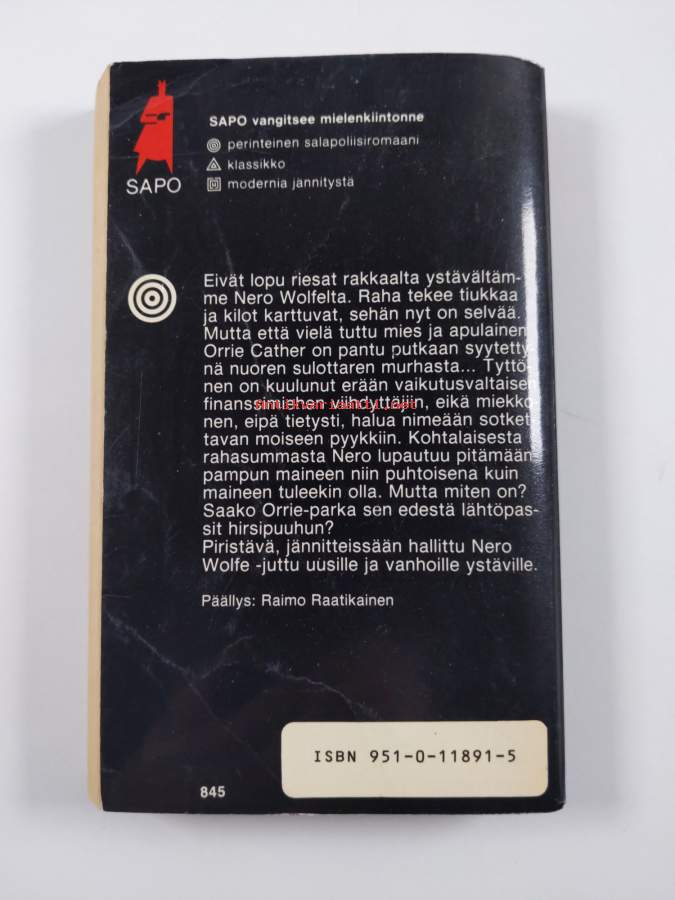 SAPO vangitsee mielenkiintonne
perinteinen salapoliisiromaani
klassikko
modernia jännitystä
SAPO
Eivät lopu riesat rakkaalta ystävältäm-
me Nero Wolfelta. Raha tekee tiukkaa
ja kilot karttuvat, sehän nyt on selvää.
Mutta että vielä tuttu mies ja apulainen
Orrie Cather on pantu putkaan syytetty-
nä nuoren sulottaren murhasta... Tyttö-
nen on kuulunut erään vaikutusvaltaisen
finanssimiehen viihdyttäjiin, eikä miekko-
nen, eipä tietysti, halua nimeään sotket-
tavan moiseen pyykkiin. Kohtalaisesta
rahasummasta Nero lupautuu pitämään
pampun maineen niin puhtoisena kuin
maineen tuleekin olla. Mutta miten on?
Saako Orrie-parka sen edestä lähtöpas-
sit hirsipuuhun?
Piristävä, jännitteissään hallittu Nero
Wolfe -juttu uusille ja vanhoille ystäville.
Päällys: Raimo Raatikainen
ISBN 951-0-11891-5
845